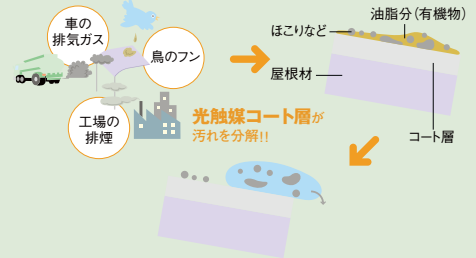 車の
排気ガス
鳥のフン
工場の
排煙
ほこりなど
油脂分（有機物）
屋根材
コート層
光触媒コート層が
汚れを分解!!